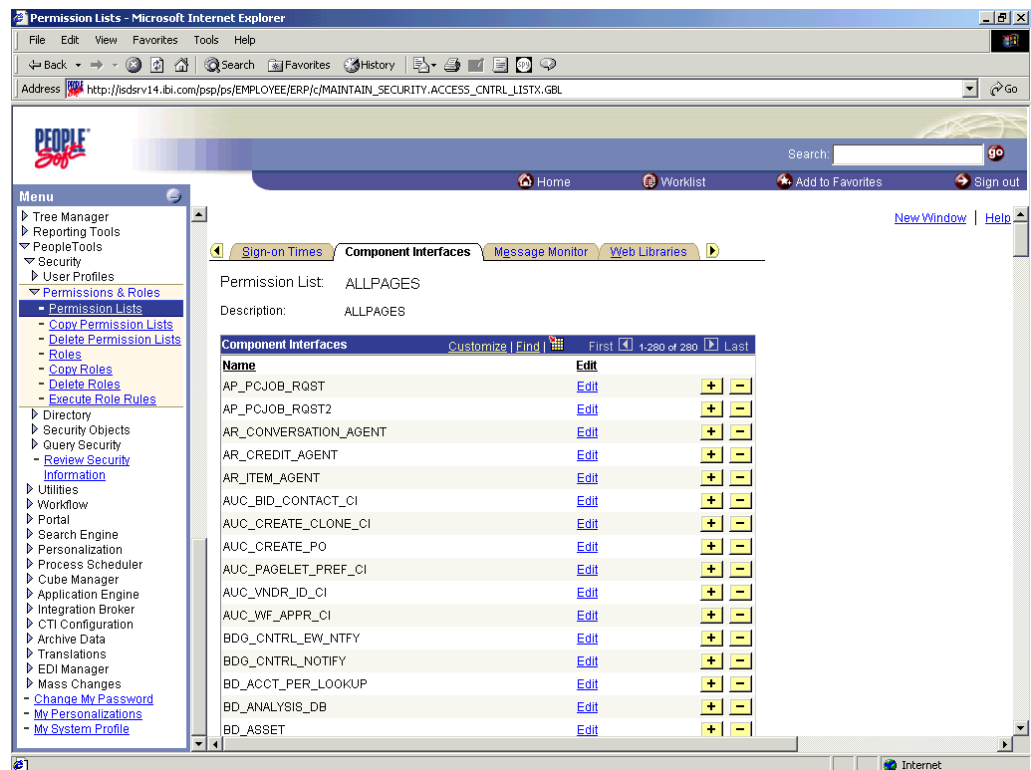 Permission Lists - Microsoft Internet Explorer
File Edit View Favorites Tools Help
Back Search Favorites History
Address http://isdsrv14.ibi.com/psp/ps/EMPLOYEE/ERP/c/MAINTAIN_SECURITY.ACCESS_CNTRL_LISTX.GBL Go
PEOPLE
Soft
Search: go
Home Worklist Add to Favorites Sign out
Menu
Tree Manager
Reporting Tools
PeopleTools
Security
User Profiles
Permissions & Roles
Permission Lists
Copy Permission Lists
Delete Permission Lists
Roles
Copy Roles
Delete Roles
Execute Role Rules
Directory
Security Objects
Query Security
Review Security
Information
Utilities
Workflow
Portal
Search Engine
Personalization
Process Scheduler
Cube Manager
Application Engine
Integration Broker
CTI Configuration
Archive Data
Translations
EDI Manager
Mass Changes
Change My Password
My Personalizations
My System Profile
New Window | Help
Sign-on Times Component Interfaces Message Monitor Web Libraries
Permission List: ALLPAGES
Description: ALLPAGES
Component Interfaces Customize | Find | First 1-280 of 280 Last
Name Edit
AP_PCJOB_RQST Edit + -
AP_PCJOB_RQST2 Edit + -
AR_CONVERSATION_AGENT Edit + -
AR_CREDIT_AGENT Edit + -
AR_ITEM_AGENT Edit + -
AUC_BID_CONTACT_CI Edit + -
AUC_CREATE_CLONE_CI Edit + -
AUC_CREATE_PO Edit + -
AUC_PAGELET_PREF_CI Edit + -
AUC_VNDR_ID_CI Edit + -
AUC_WF_APPR_CI Edit + -
BDG_CNTRL_EW_NTFY Edit + -
BDG_CNTRL_NOTIFY Edit + -
BD_ACCT_PER_LOOKUP Edit + -
BD_ANALYSIS_DB Edit + -
BD_ASSET Edit + -
Internet